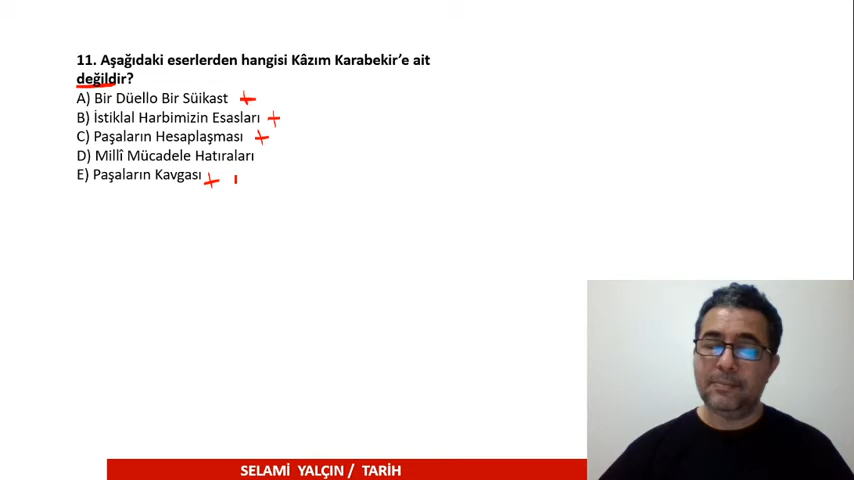 11. Aşağıdaki eserlerden hangisi Kâzım Karabekir’e ait
değildir?
A) Bir Düello Bir Süikast
B) İstiklal Harbimizin Esasları
C) Paşaların Hesaplaşması
D) Millî Mücadele Hatıraları
E) Paşaların Kavgası
SELAMİ YALÇIN / TARİH